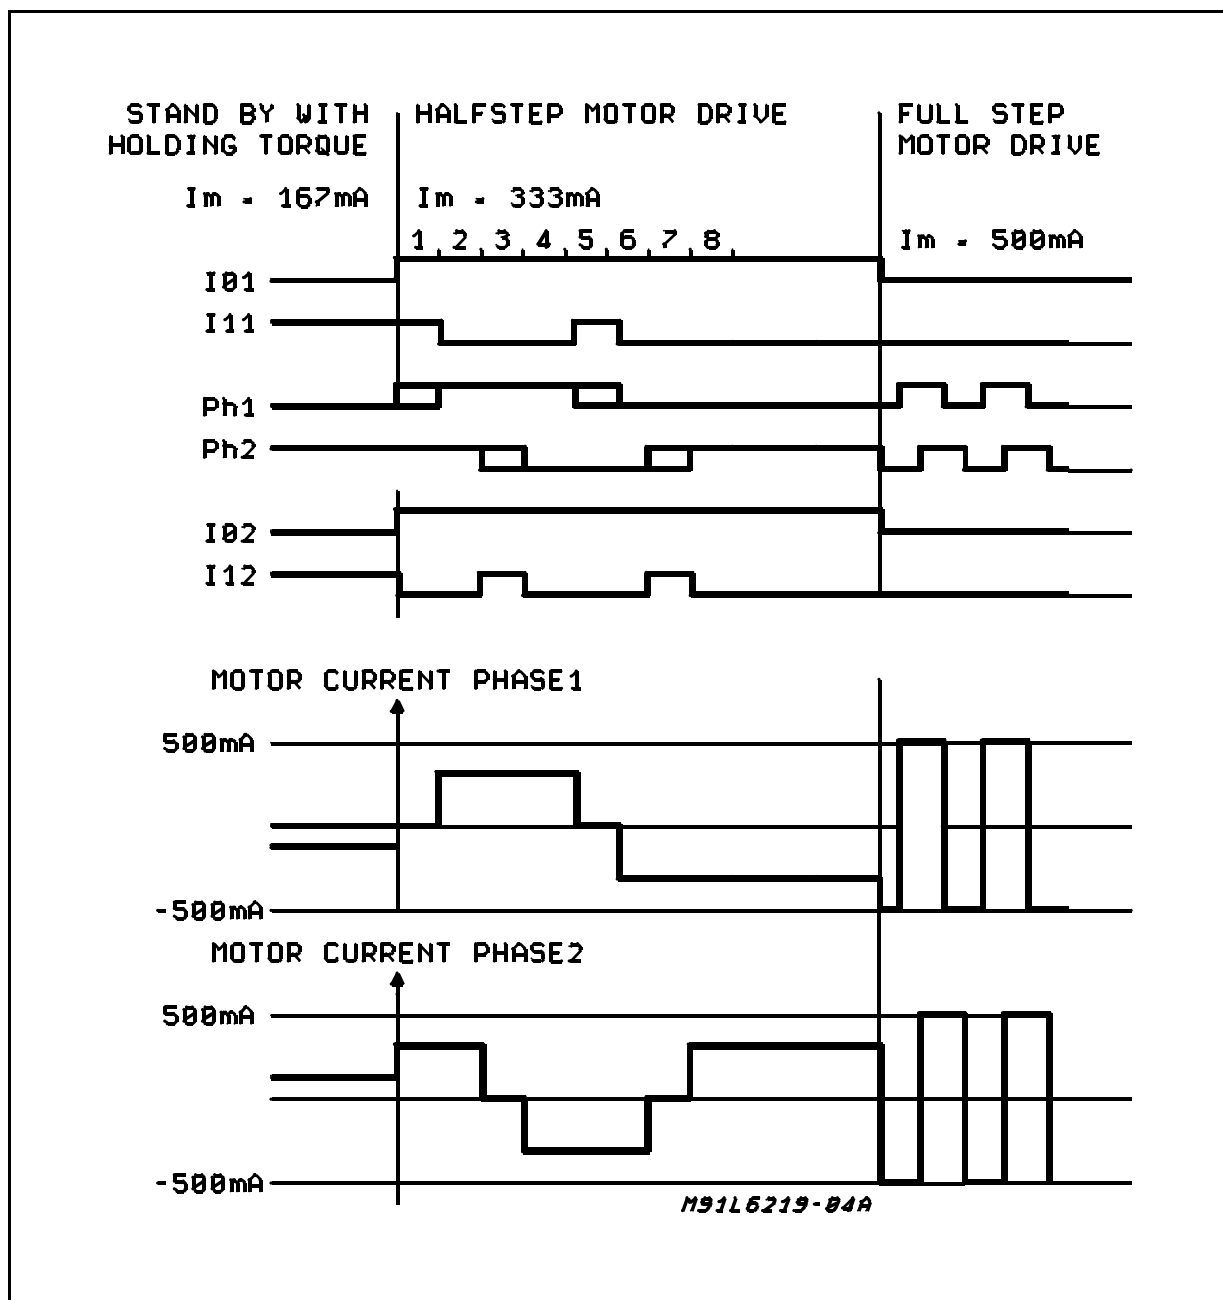 STAND BY WITH
HOLDING TORQUE
Im = 167mA
HALFSTEP MOTOR DRIVE
Im = 333mA
1 2 3 4 5 6 7 8
FULL STEP
MOTOR DRIVE
Im = 500mA
I01
I11
Ph1
Ph2
I02
I12
MOTOR CURRENT PHASE1
500mA
-500mA
MOTOR CURRENT PHASE2
500mA
-500mA
M91L6219-04A